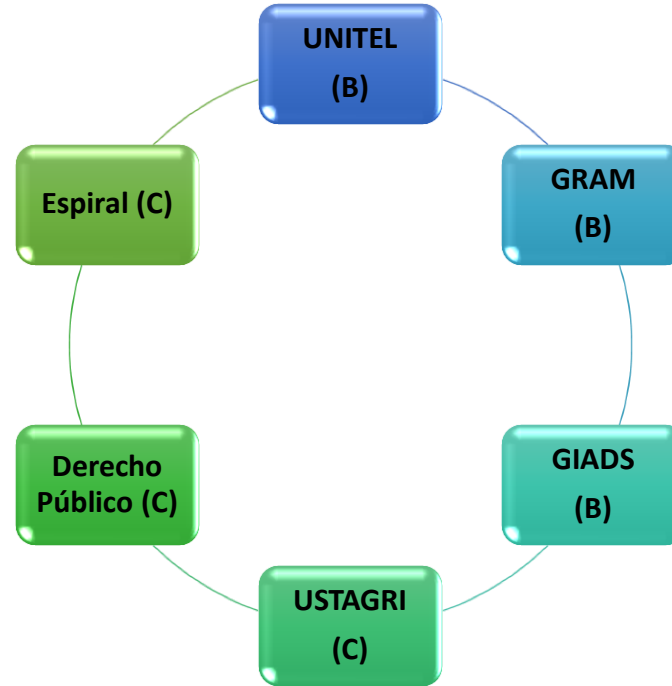 UNITEL
(B)
GRAM
(B)
GIADS
(B)
USTAGRI
(C)
Derecho
Público (C)
Espiral (C)